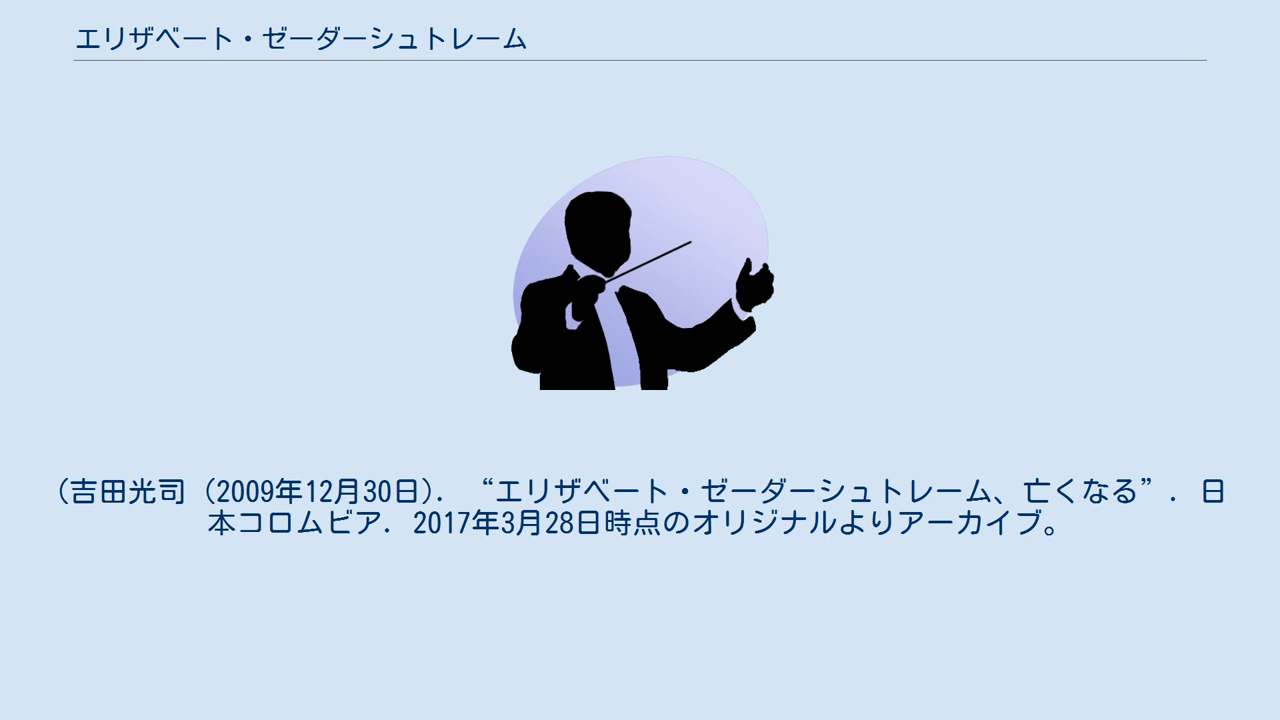 エリザベート・ゼーダーシュトレーム
（吉田光司（2009年12月30日）. “エリザベート・ゼーダーシュトレーム、亡くなる”. 日
本コロムビア. 2017年3月28日時点のオリジナルよりアーカイブ。